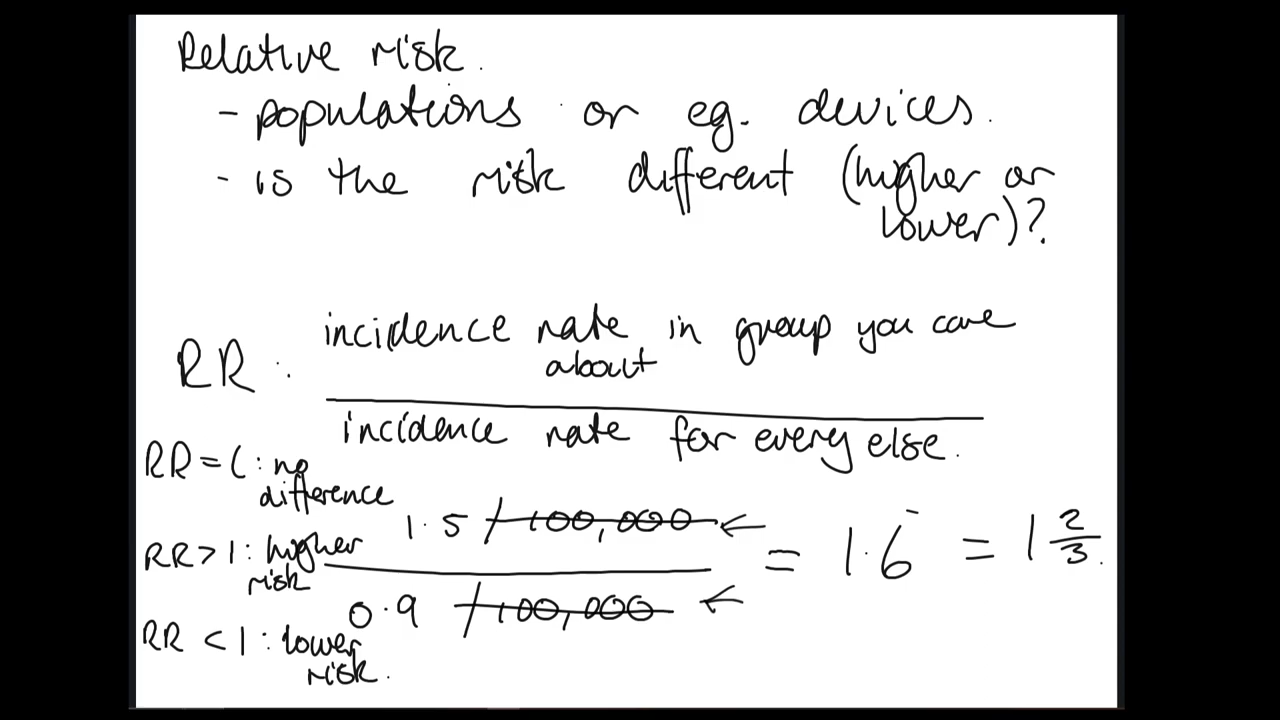 Relative risk.
- populations or eg. devices.
- is the risk different (higher or
lower)?
incidence rate in group you care
about
RR :
incidence rate for every else.
RR = 1 : no
difference
RR > 1 : higher
risk
RR < 1 : lower
risk.
1.5 /100,000 ←
0.9 /100,000 ←
= 1.6̄ = 1 2/3.